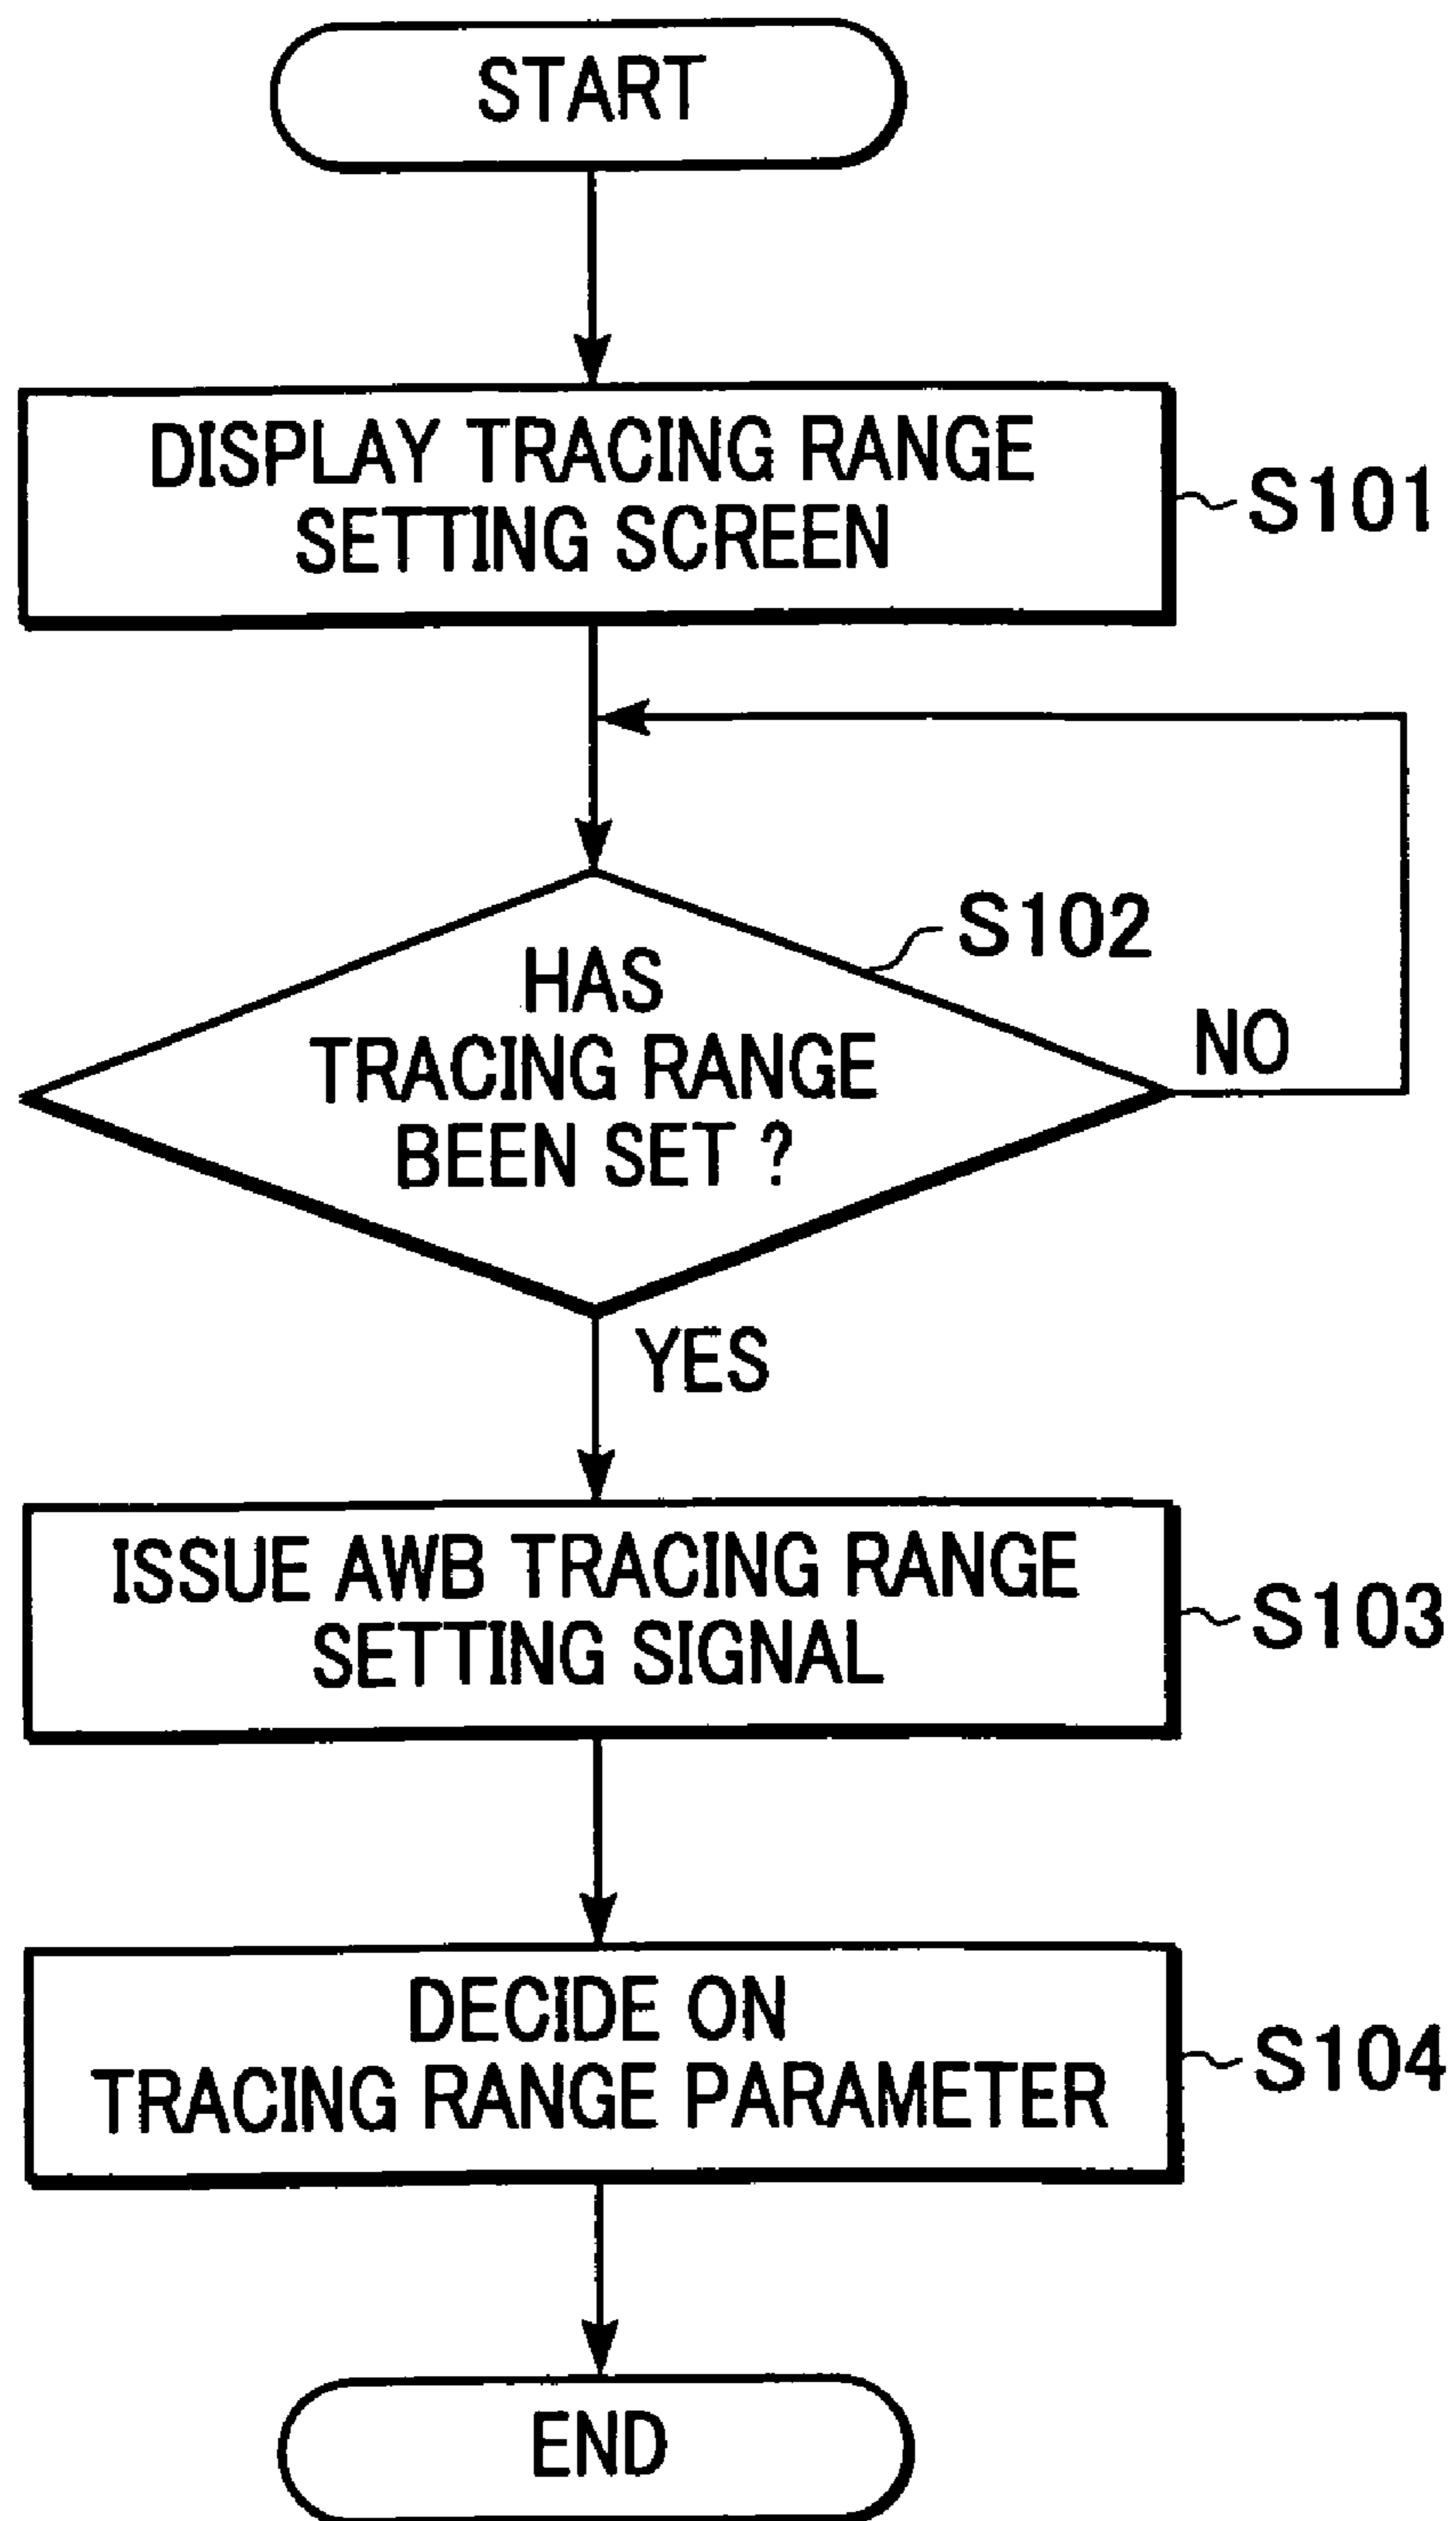 START
DISPLAY TRACING RANGE
SETTING SCREEN
S101
S102
HAS
TRACING RANGE
BEEN SET ?
NO
YES
ISSUE AWB TRACING RANGE
SETTING SIGNAL
S103
DECIDE ON
TRACING RANGE PARAMETER
S104
END